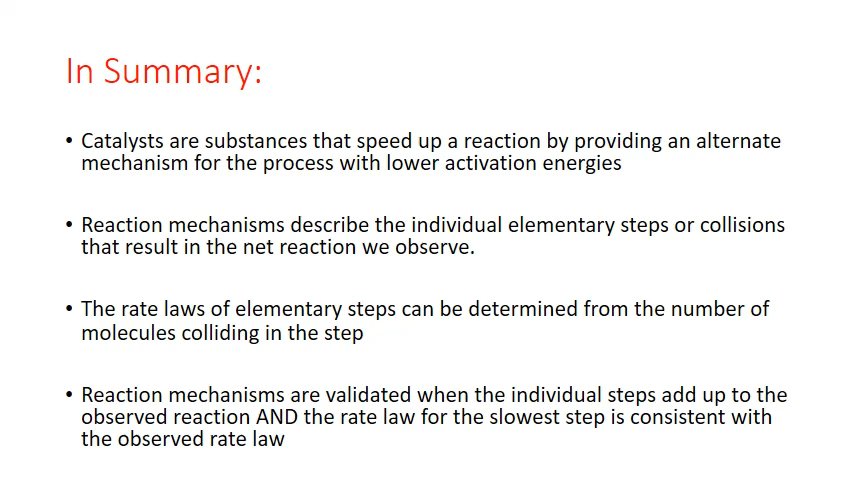 In Summary:
• Catalysts are substances that speed up a reaction by providing an alternate
mechanism for the process with lower activation energies
• Reaction mechanisms describe the individual elementary steps or collisions
that result in the net reaction we observe.
• The rate laws of elementary steps can be determined from the number of
molecules colliding in the step
• Reaction mechanisms are validated when the individual steps add up to the
observed reaction AND the rate law for the slowest step is consistent with
the observed rate law